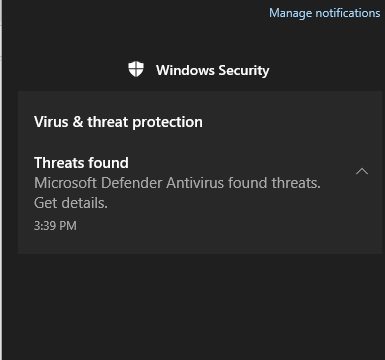 Manage notifications
Windows Security
Virus & threat protection
Threats found
Microsoft Defender Antivirus found threats.
Get details.
3:39 PM